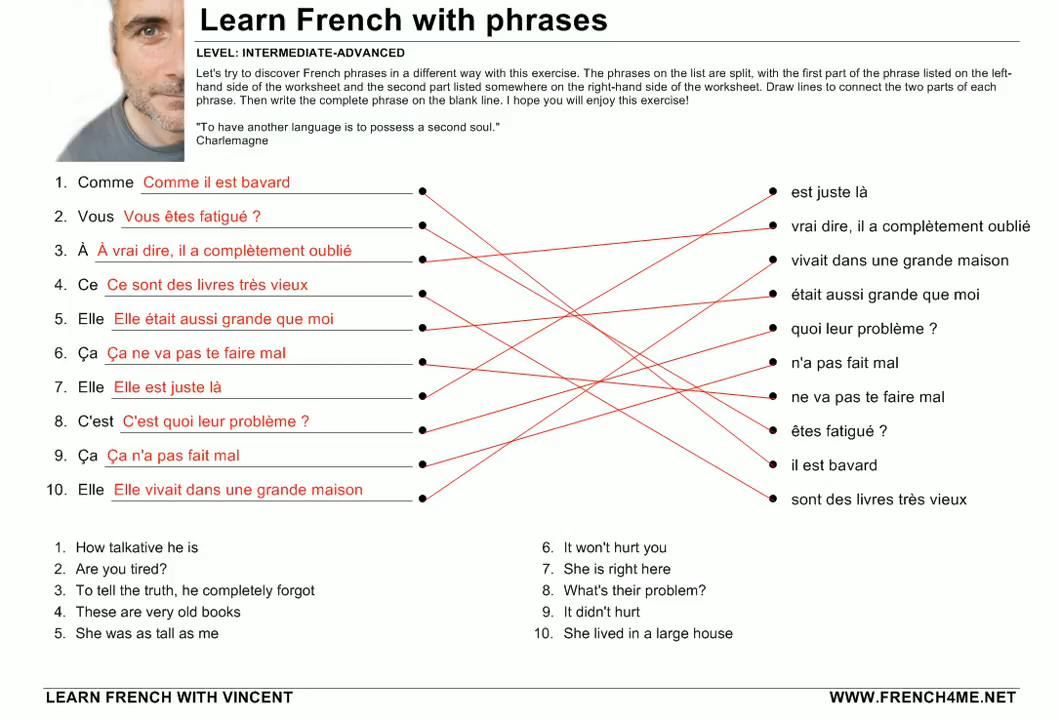 Learn French with phrases
LEVEL: INTERMEDIATE-ADVANCED
Let's try to discover French phrases in a different way with this exercise. The phrases on the list are split, with the first part of the phrase listed on the left-
hand side of the worksheet and the second part listed somewhere on the right-hand side of the worksheet. Draw lines to connect the two parts of each
phrase. Then write the complete phrase on the blank line. I hope you will enjoy this exercise!
"To have another language is to possess a second soul."
Charlemagne
1. Comme Comme il est bavard
2. Vous Vous êtes fatigué ?
3. À À vrai dire, il a complètement oublié
4. Ce Ce sont des livres très vieux
5. Elle Elle était aussi grande que moi
6. Ça Ça ne va pas te faire mal
7. Elle Elle est juste là
8. C'est C'est quoi leur problème ?
9. Ça Ça n'a pas fait mal
10. Elle Elle vivait dans une grande maison
est juste là
vrai dire, il a complètement oublié
vivait dans une grande maison
était aussi grande que moi
quoi leur problème ?
n'a pas fait mal
ne va pas te faire mal
êtes fatigué ?
il est bavard
sont des livres très vieux
1. How talkative he is
2. Are you tired?
3. To tell the truth, he completely forgot
4. These are very old books
5. She was as tall as me
6. It won't hurt you
7. She is right here
8. What's their problem?
9. It didn't hurt
10. She lived in a large house
LEARN FRENCH WITH VINCENT
WWW.FRENCH4ME.NET